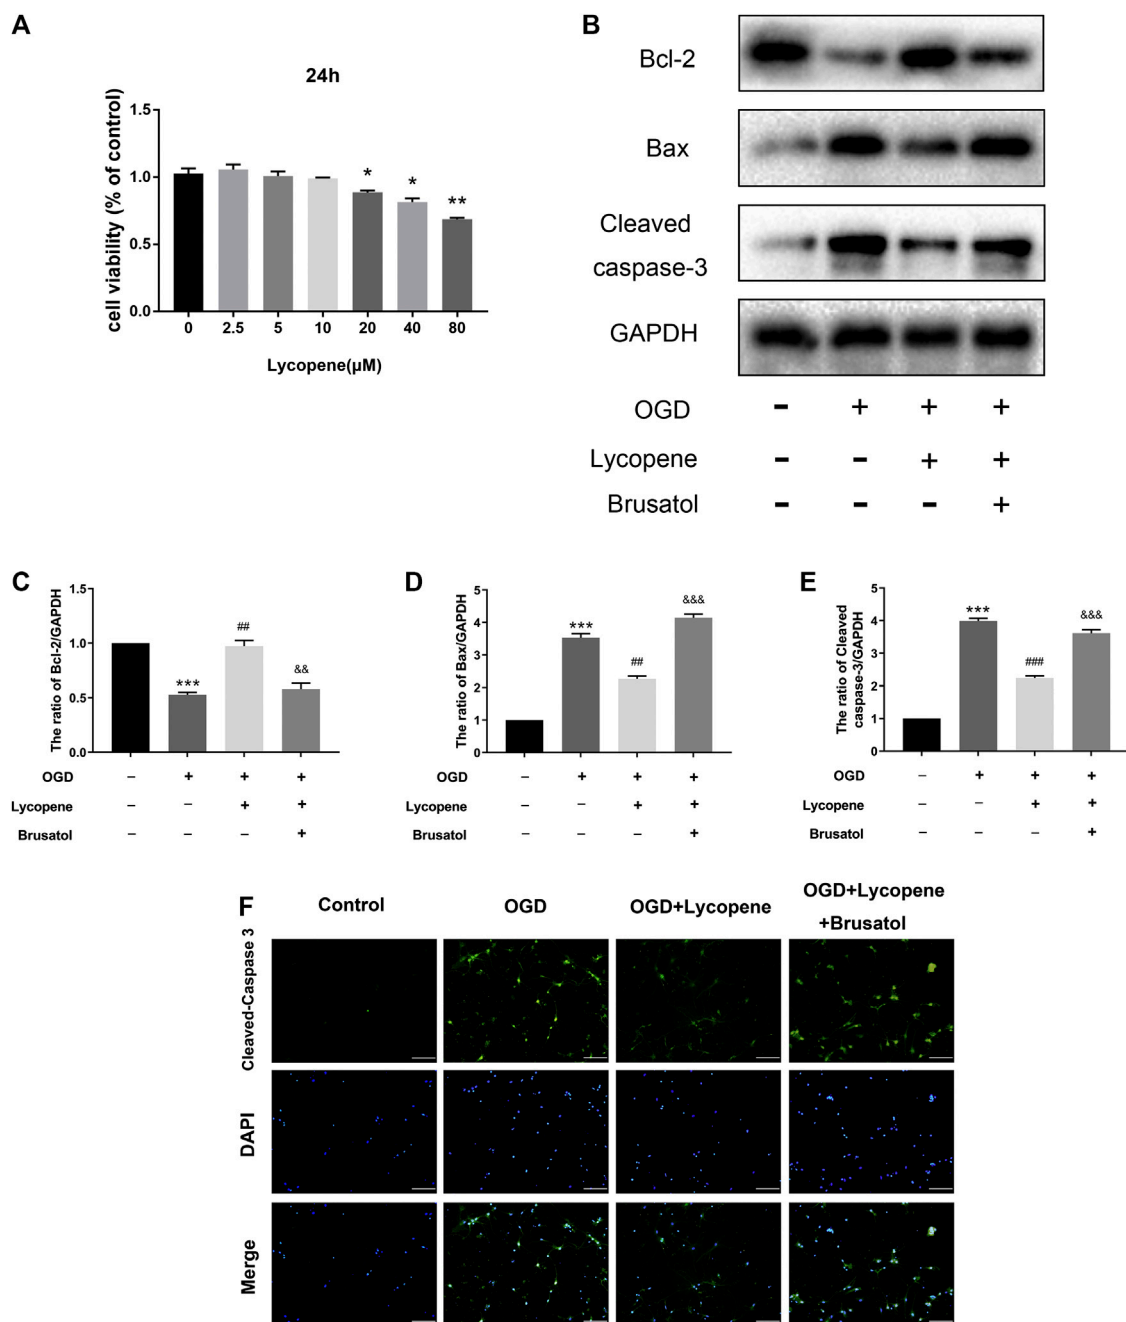 A
24h
cell viability (% of control)
1.5
1.0
0.5
0.0
* * **
0 2.5 5 10 20 40 80
Lycopene(µM)
B
Bcl-2
Bax
Cleaved
caspase-3
GAPDH
OGD - + + +
Lycopene - - + +
Brusatol - - - +
C
The ratio of Bcl-2/GAPDH
1.5
1.0
0.5
0.0
*** ## &&
OGD – + + +
Lycopene – – + +
Brusatol – – – +
D
The ratio of Bax/GAPDH
5
4
3
2
1
0
*** ## &&&
OGD – + + +
Lycopene – – + +
Brusatol – – – +
E
The ratio of Cleaved
caspase-3/GAPDH
5
4
3
2
1
0
*** ### &&&
OGD – + + +
Lycopene – – + +
Brusatol – – – +
F
Control OGD OGD+Lycopene OGD+Lycopene
+Brusatol
Cleaved-Caspase 3
DAPI
Merge